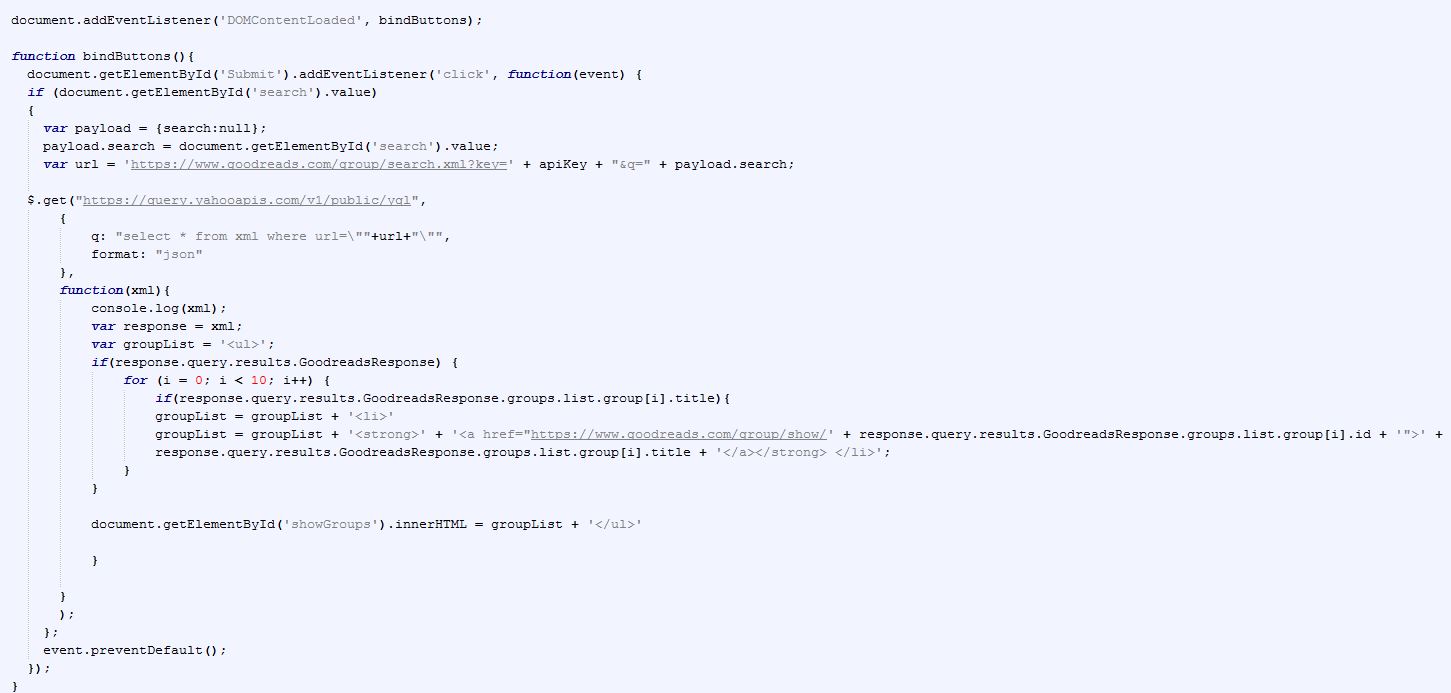 document.addEventListener('DOMContentLoaded', bindButtons);
function bindButtons(){
document.getElementById('Submit').addEventListener('click', function(event) {
if (document.getElementById('search').value)
{
var payload = {search:null};
payload.search = document.getElementById('search').value;
var url = 'https://www.goodreads.com/group/search.xml?key=' + apiKey + "&q=" + payload.search;
$.get("https://query.yahooapis.com/v1/public/yql",
{
q: "select * from xml where url=\""+url+"\"",
format: "json"
},
function(xml){
console.log(xml);
var response = xml;
var groupList = '<ul>';
if(response.query.results.GoodreadsResponse) {
for (i = 0; i < 10; i++) {
if(response.query.results.GoodreadsResponse.groups.list.group[i].title){
groupList = groupList + '<li>'
groupList = groupList + '<strong>' + '<a href="https://www.goodreads.com/group/show/' + response.query.results.GoodreadsResponse.groups.list.group[i].id + '">' +
response.query.results.GoodreadsResponse.groups.list.group[i].title + '</a></strong> </li>';
}
}
document.getElementById('showGroups').innerHTML = groupList + '</ul>'
}
}
);
};
event.preventDefault();
});
}